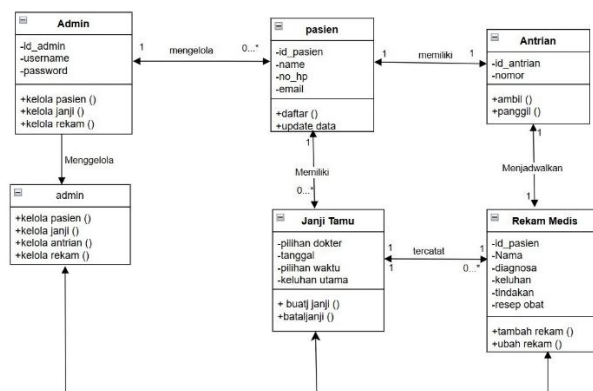 Admin
-id_admin
-username
-password
+kelola pasien ()
+kelola janji ()
+kelola rekam ()
1
mengelola
0...*
pasien
-id_pasien
-name
-no_hp
-email
+daftar ()
+update data
1
memiliki
1
Antrian
-id_antrian
-nomor
+ambil ()
+panggil ()
Menggelola
admin
+kelola pasien ()
+kelola janji ()
+kelola antrian ()
+kelola rekam ()
1
Memiliki
0...*
1
Menjadwalkan
1
Janji Tamu
-pilihan dokter
-tanggal
-pilihan waktu
-keluhan utama
+ buatj janji ()
+bataljanji ()
1
tercatat
1
1
0...*
Rekam Medis
-id_pasien
-Nama
-diagnosa
-keluhan
-tindakan
-resep obat
+tambah rekam ()
+ubah rekam ()